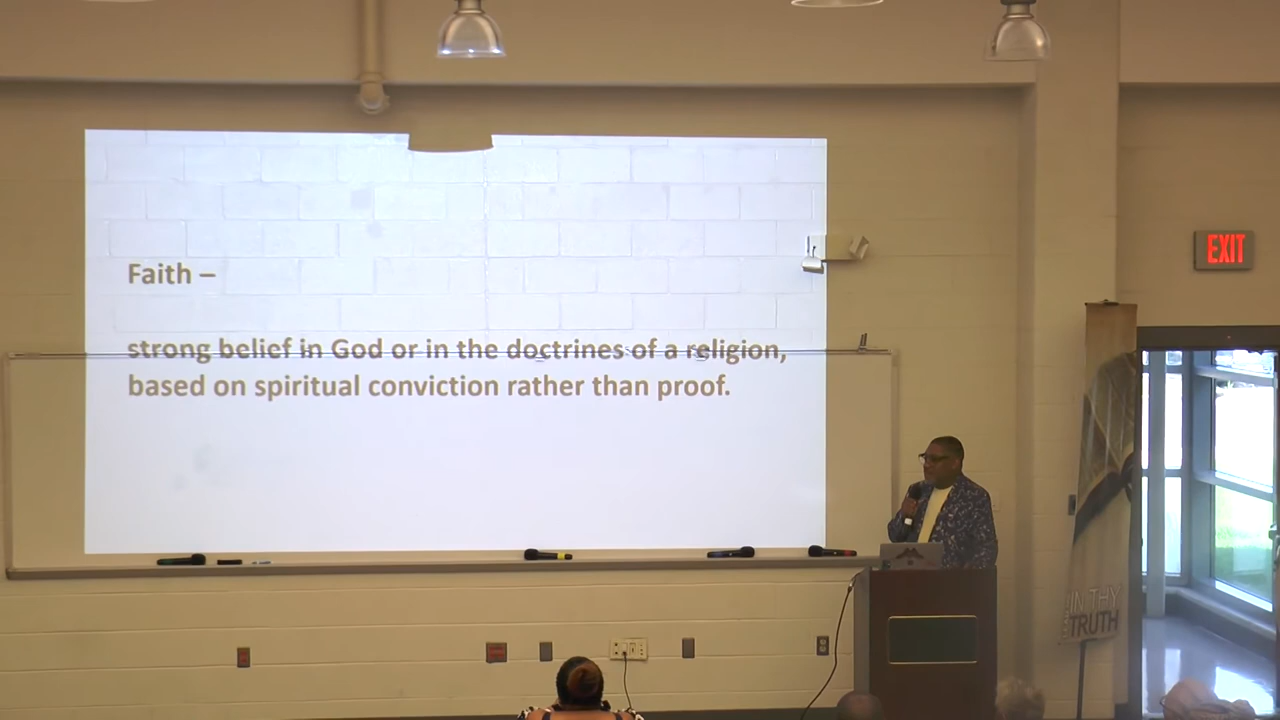 Faith –
strong belief in God or in the doctrines of a religion,
based on spiritual conviction rather than proof.
EXIT
IN THY
TRUTH